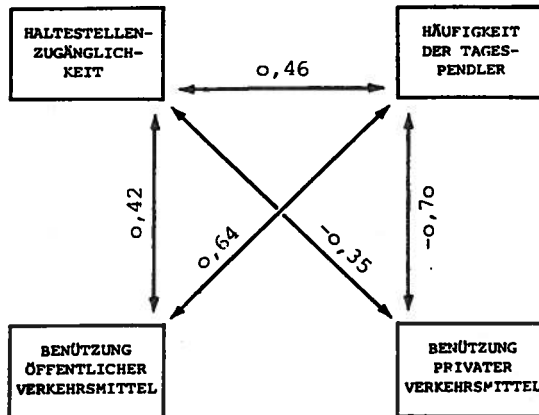 HALTESTELLEN-
ZUGÄNGLICH-
KEIT
HÄUFIGKEIT
DER TAGES-
PENDLER
o,46
o,42
o,64
-o,35
-o,7o
BENÜTZUNG
ÖFFENTLICHER
VERKEHRSMITTEL
BENÜTZUNG
PRIVATER
VERKEHRSMITTEL